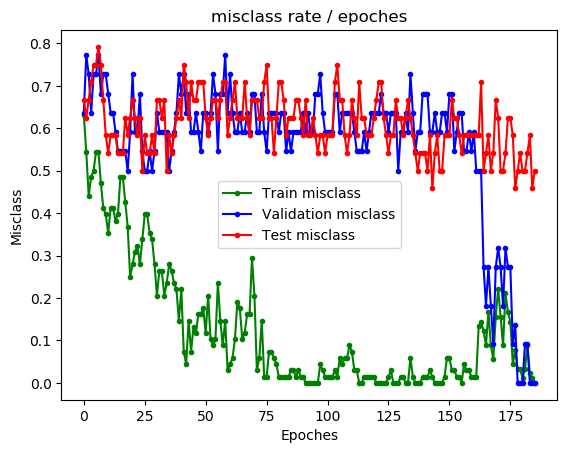 misclass rate / epoches
0.8
0.7
0.6
0.5
0.4
0.3
0.2
0.1
0.0
Misclass
Train misclass
Validation misclass
Test misclass
0 25 50 75 100 125 150 175
Epoches